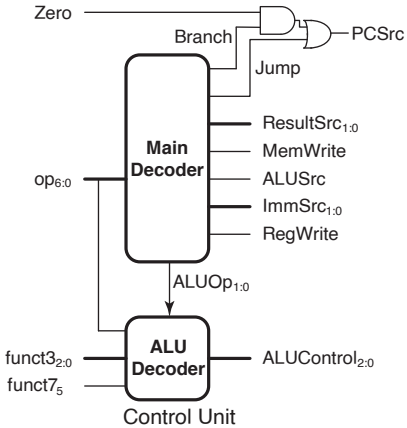 Zero
Branch
PCSrc
Jump
Main
Decoder
ResultSrc1:0
MemWrite
op6:0
ALUSrc
ImmSrc1:0
RegWrite
ALUOp1:0
ALU
Decoder
funct32:0
ALUControl2:0
funct75
Control Unit